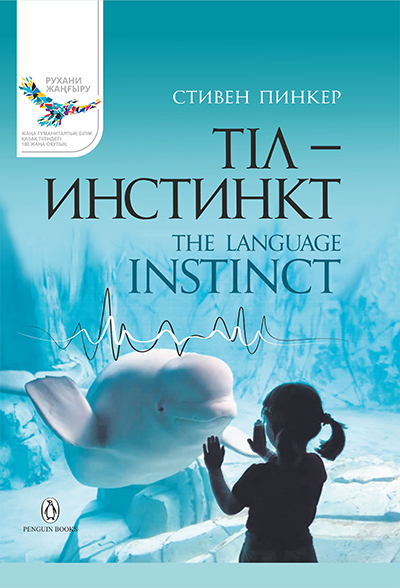 РУХАНИ
ЖАҢҒЫРУ
ЖАҢА ГУМАНИТАРЛЫҚ БІЛІМ.
ҚАЗАҚ ТІЛІНДЕГІ
100 ЖАҢА ОҚУЛЫҚ
СТИВЕН ПИНКЕР
ТІЛ –
ИНСТИНКТ
THE LANGUAGE
INSTINCT
PENGUIN BOOKS